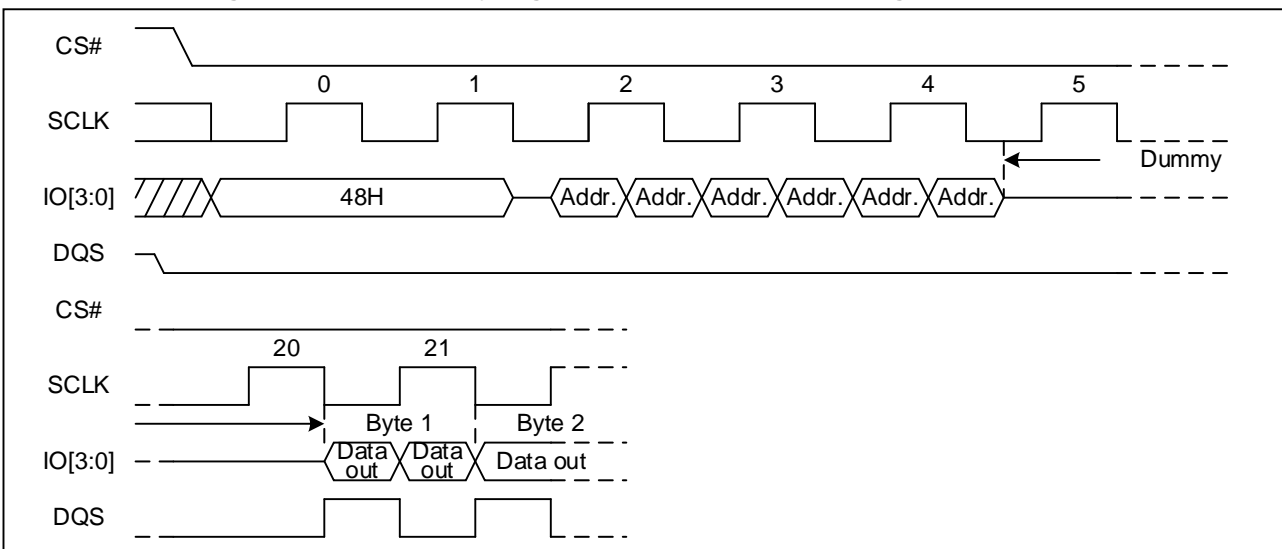 CS#
0 1 2 3 4 5
SCLK
Dummy
IO[3:0] 48H Addr. Addr. Addr. Addr. Addr. Addr.
DQS
CS#
20 21
SCLK
Byte 1 Byte 2
IO[3:0] Data out Data out Data out
DQS